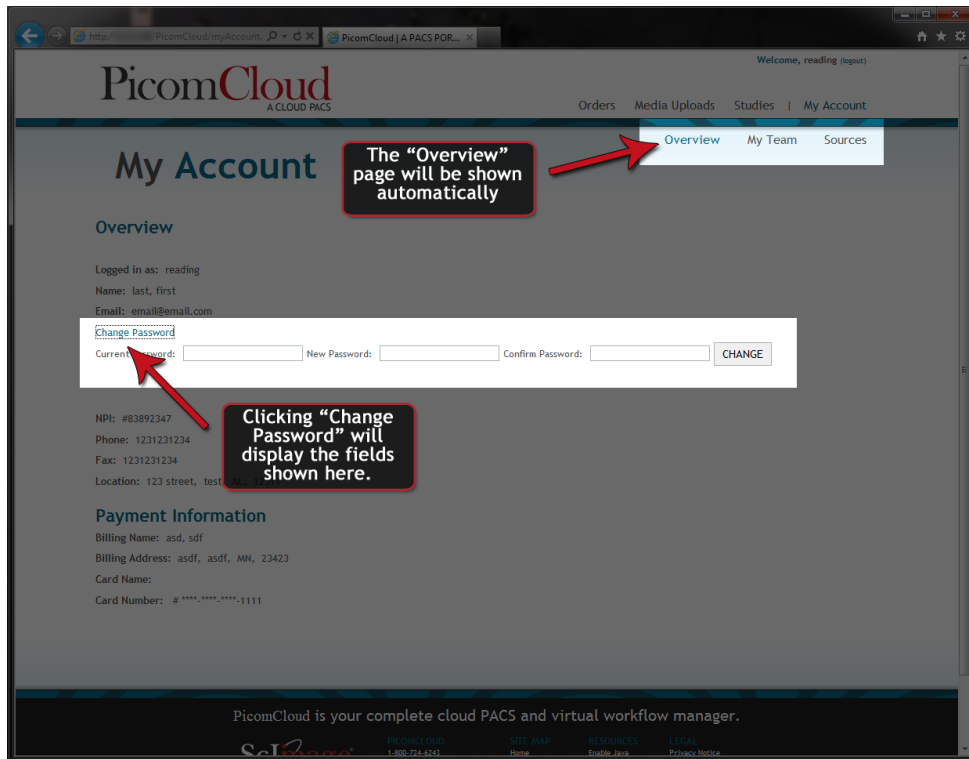 http:/ PicomCloud/myAccount.
PicomCloud | A PACS POR...
Welcome, reading (logout)
PicomCloud
A CLOUD PACS
Orders Media Uploads Studies | My Account
Overview My Team Sources
My Account
The “Overview”
page will be shown
automatically
Overview
Logged in as: reading
Name: last, first
Email: email@email.com
Change Password
Current Password: New Password: Confirm Password: CHANGE
NPI: #83892347
Phone: 1231231234
Fax: 1231231234
Location: 123 street, test, AL,
Clicking “Change
Password” will
display the fields
shown here.
Payment Information
Billing Name: asd, sdf
Billing Address: asdf, asdf, MN, 23423
Card Name:
Card Number: # ****-****-****-1111
PicomCloud is your complete cloud PACS and virtual workflow manager.
ScImage
PICOMCLOUD SITE MAP RESOURCES LEGAL
1-800-724-6243 Home Enable Java Privacy Notice